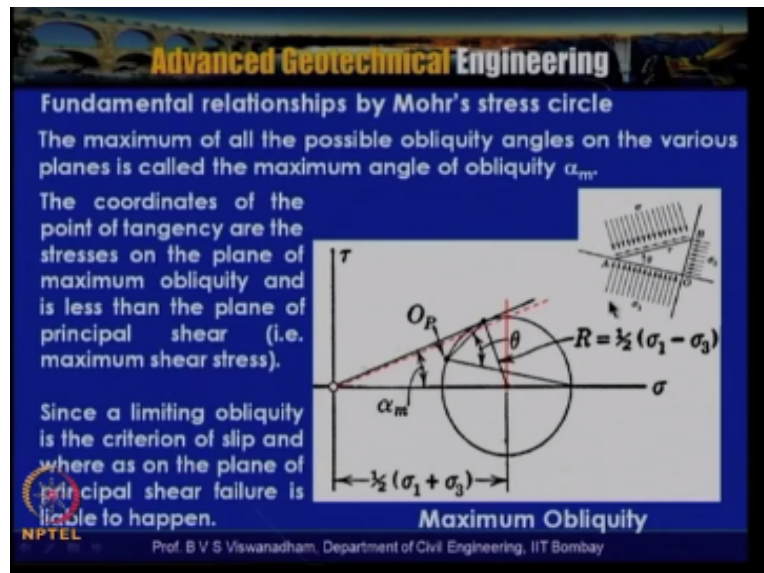 Advanced Geotechnical Engineering
Fundamental relationships by Mohr's stress circle
The maximum of all the possible obliquity angles on the various
planes is called the maximum angle of obliquity αm.
The coordinates of the
point of tangency are the
stresses on the plane of
maximum obliquity and
is less than the plane of
principal shear (i.e.
maximum shear stress).
Since a limiting obliquity
is the criterion of slip and
where as on the plane of
principal shear failure is
liable to happen.
τ
OP
θ
R = ½ (σ1 − σ3)
σ
αm
½ (σ1 + σ3)
Maximum Obliquity
NPTEL
Prof. B V S Viswanadham, Department of Civil Engineering, IIT Bombay